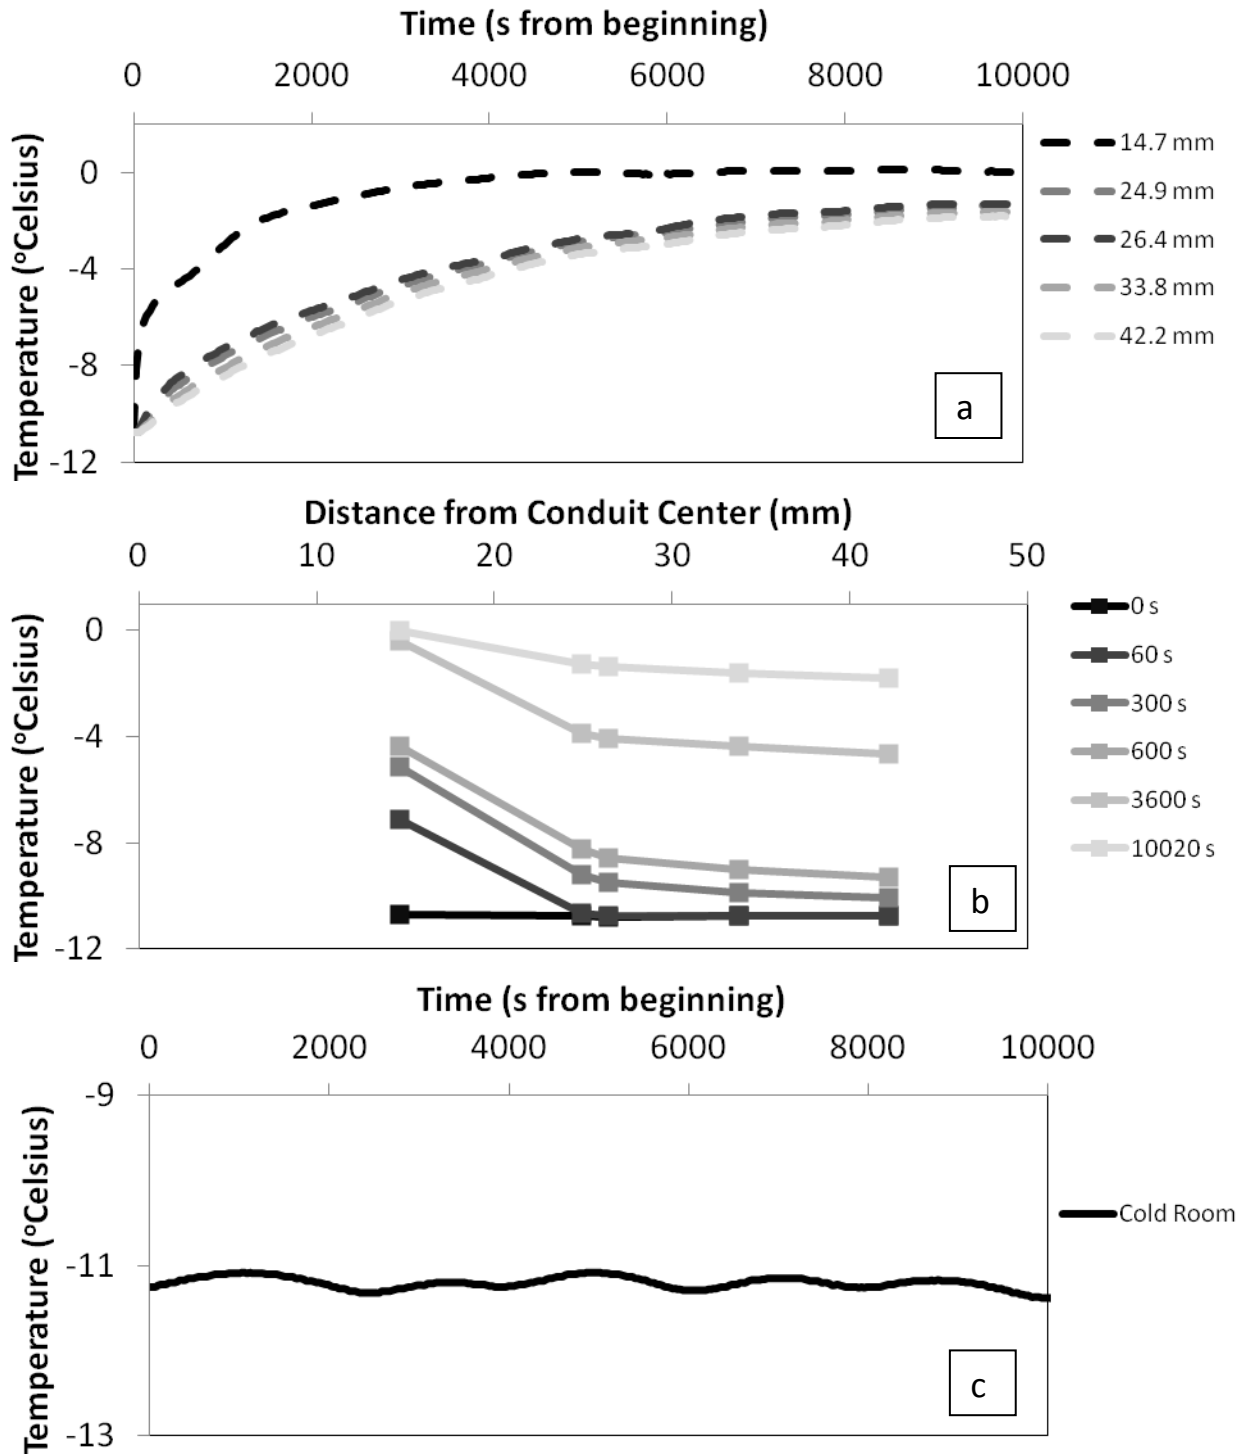 Time (s from beginning)
0 2000 4000 6000 8000 10000
Temperature (°Celsius)
0
-4
-8
-12
14.7 mm
24.9 mm
26.4 mm
33.8 mm
42.2 mm
a
Distance from Conduit Center (mm)
0 10 20 30 40 50
Temperature (°Celsius)
0
-4
-8
-12
0 s
60 s
300 s
600 s
3600 s
10020 s
b
Time (s from beginning)
0 2000 4000 6000 8000 10000
Temperature (°Celsius)
-9
-11
-13
Cold Room
c